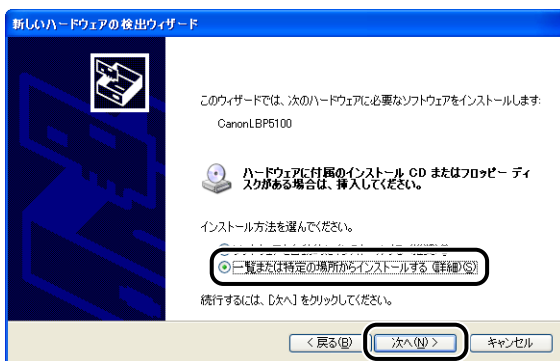 新しいハードウェアの検出ウィザード
このウィザードでは、次のハードウェアに必要なソフトウェアをインストールします:
CanonLBP5100
ハードウェアに付属のインストール CD またはフロッピー ディ
スクがある場合は、挿入してください。
インストール方法を選んでください。
一覧または特定の場所からインストールする (詳細)(S)
続行するには、[次へ] をクリックしてください。
< 戻る(B) 次へ(N) > キャンセル